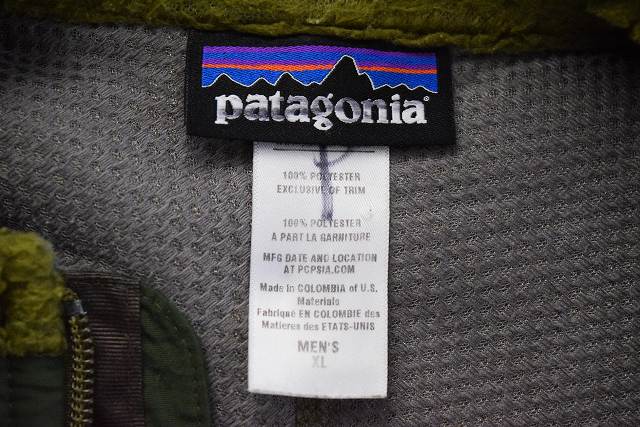 patagonia®
100% POLYESTER
EXCLUSIVE OF TRIM
100% POLYESTER
A PART LA GARNITURE
MFG DATE AND LOCATION
AT PCPSIA.COM
Made in COLOMBIA of U.S.
Materials
Fabriqué EN COLOMBIE des
Matieres des ETATS-UNIS
MEN'S
XL